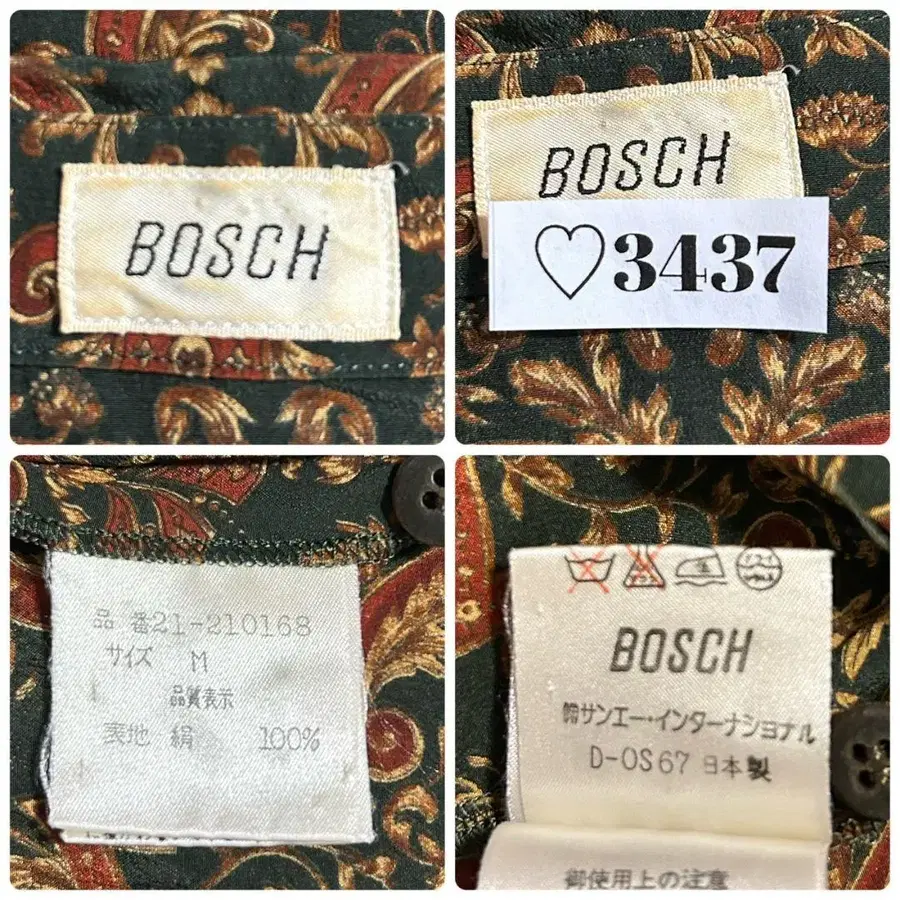 BOSCH
BOSCH
♡3437
品番21-210168
サイズ M
品質表示
表地 絹 100%
BOSCH
㈱サンエー・インターナショナル
D-OS67 日本製
御使用上の注意